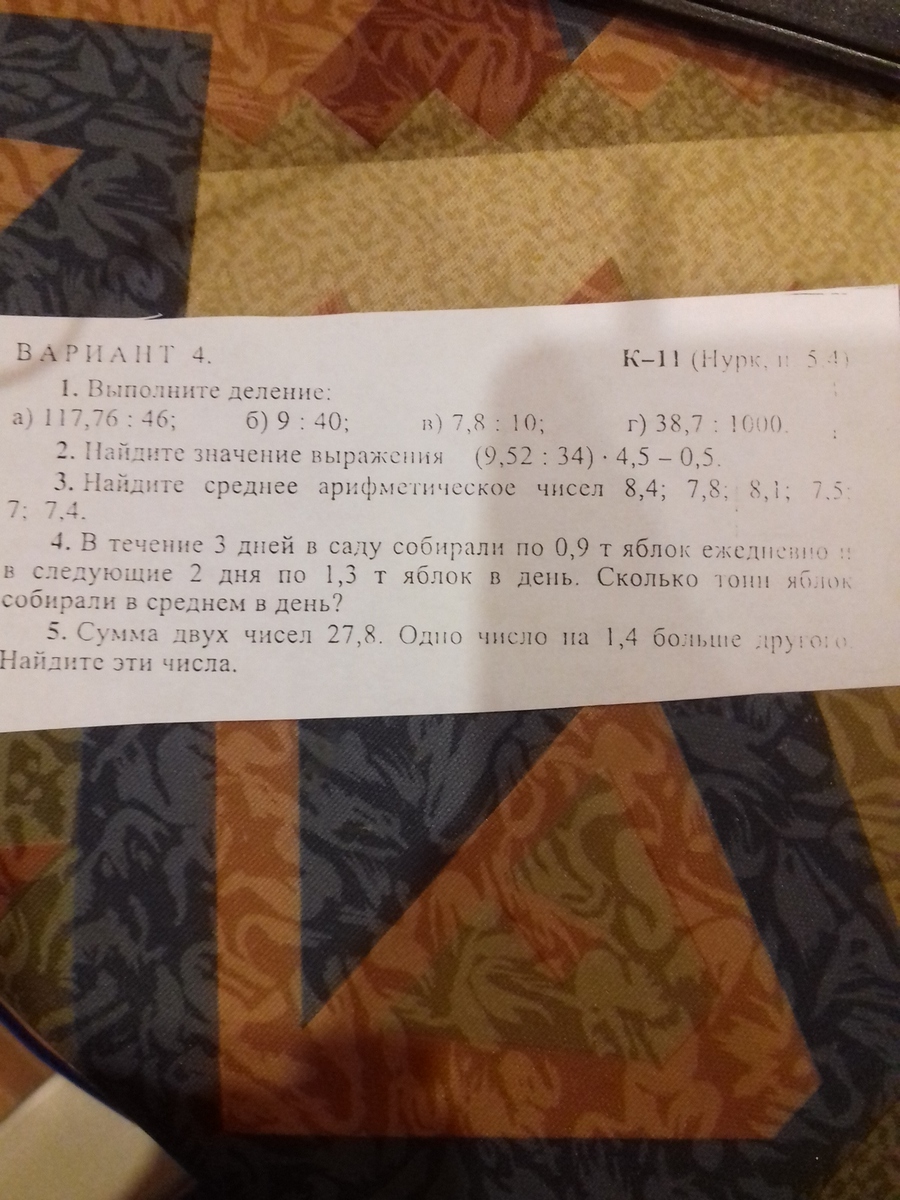 ВАРИАНТ 4. К–11 (Нурк, п 5.4)
1. Выполните деление:
а) 117,76 : 46; б) 9 : 40; в) 7,8 : 10; г) 38,7 : 1000.
2. Найдите значение выражения (9,52 : 34) · 4,5 – 0,5.
3. Найдите среднее арифметическое чисел 8,4; 7,8; 8,1; 7,5;
7; 7,4.
4. В течение 3 дней в саду собирали по 0,9 т яблок ежедневно и
в следующие 2 дня по 1,3 т яблок в день. Сколько тонн яблок
собирали в среднем в день?
5. Сумма двух чисел 27,8. Одно число на 1,4 больше другого.
Найдите эти числа.